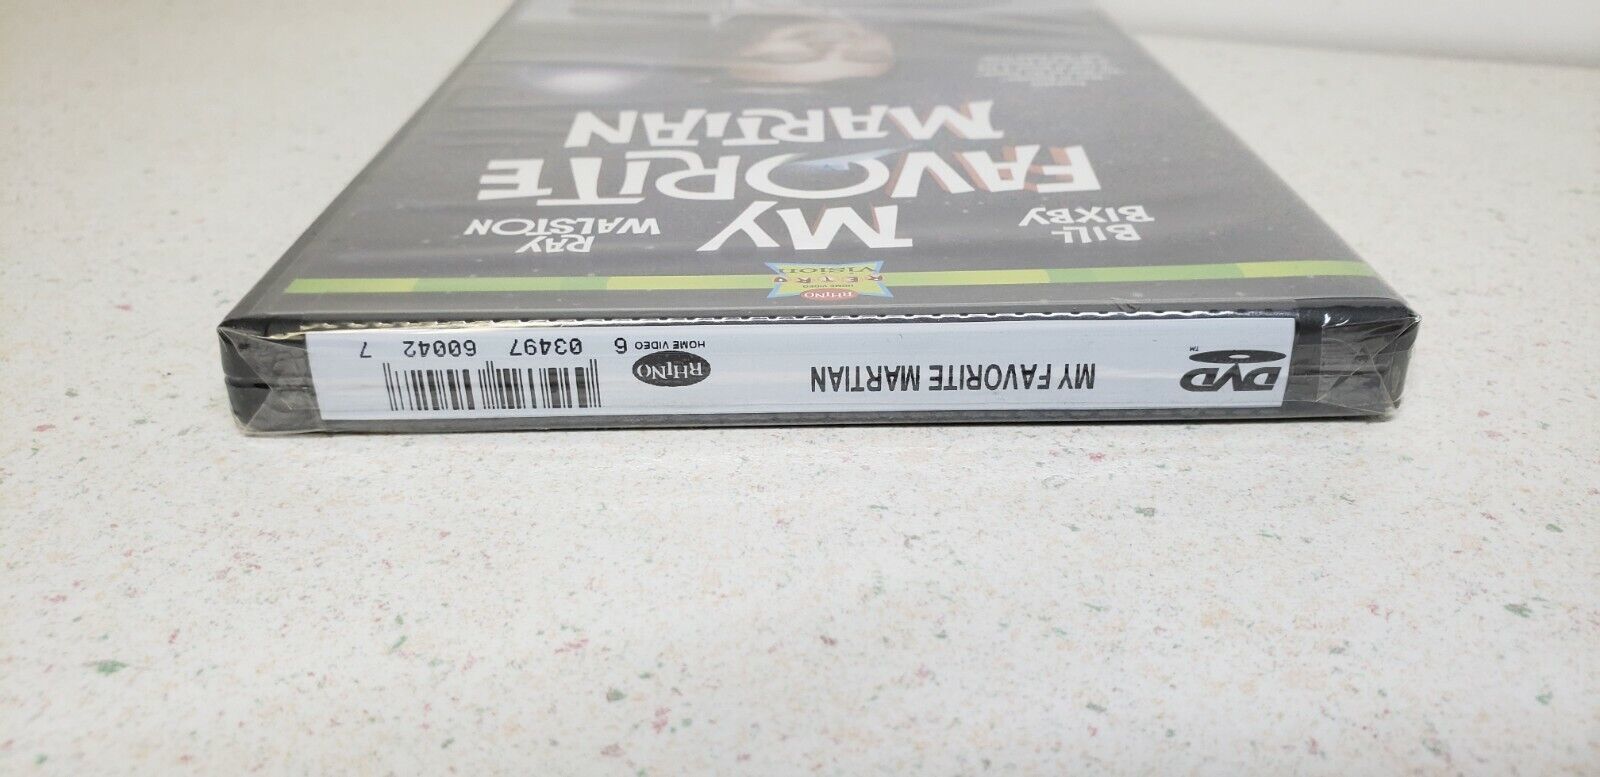 DVD™
MY FAVORITE MARTIAN
RHINO
HOME VIDEO
6 03497 60042 7
RHINO
HOME VIDEO
RETRO
VISION
BILL
BIXBY
RAY
WALSTON
MY
FAVORITE
MARTIAN